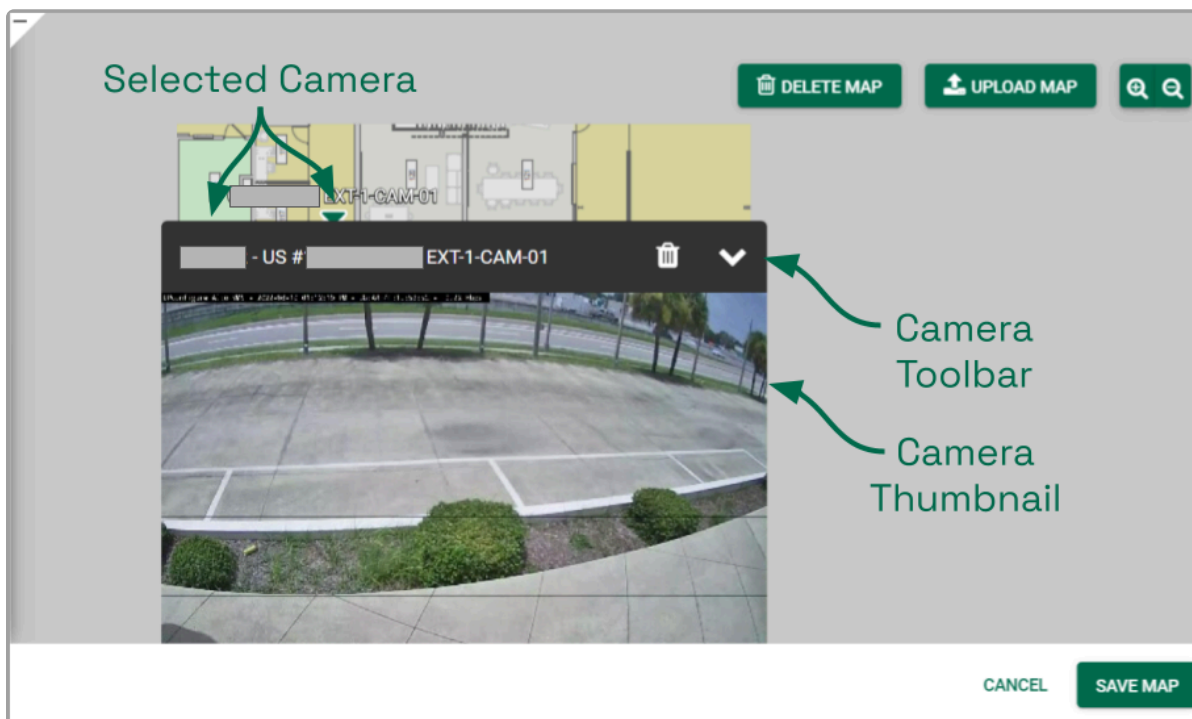 Selected Camera
DELETE MAP
UPLOAD MAP
EXT-1-CAM-01
- US # EXT-1-CAM-01
Camera
Toolbar
Camera
Thumbnail
CANCEL
SAVE MAP